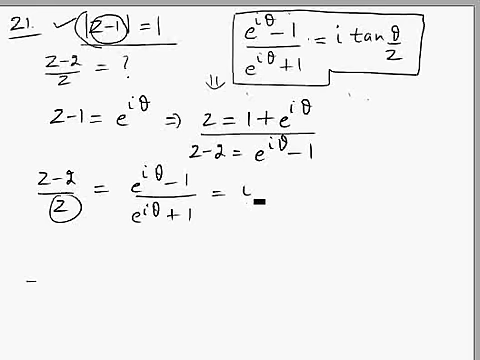 21. ✓ |z-1| = 1
(e^{iθ} - 1)/(e^{iθ} + 1) = i tan θ/2
(z-2)/z = ?
⇓
z-1 = e^{iθ} ⇒ z = 1 + e^{iθ}
z-2 = e^{iθ} - 1
(z-2)/z = (e^{iθ} - 1)/(e^{iθ} + 1) = i